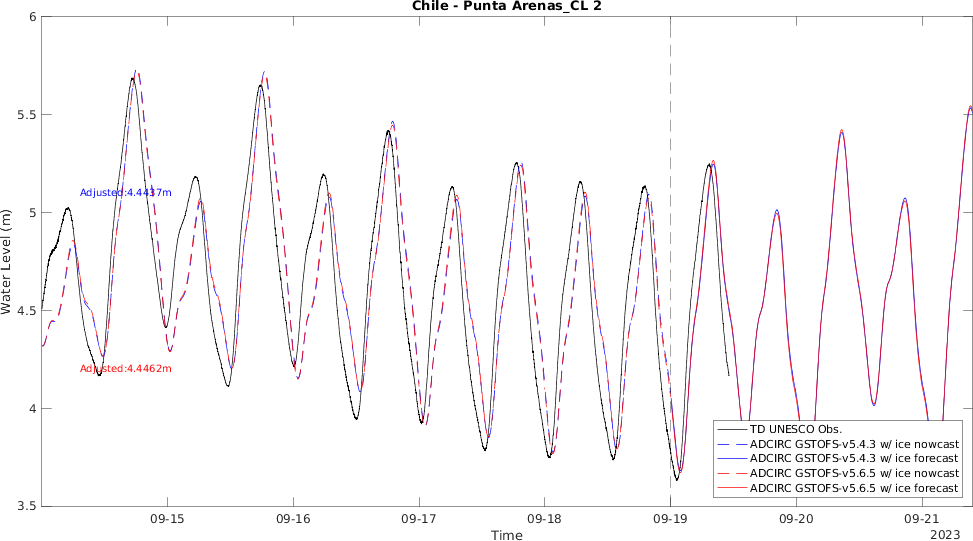 Chile - Punta Arenas_CL 2
6
5.5
5
4.5
4
3.5
Water Level (m)
Adjusted:4.4437m
Adjusted:4.4462m
TD UNESCO Obs.
ADCIRC GSTOFS-v5.4.3 w/ ice nowcast
ADCIRC GSTOFS-v5.4.3 w/ ice forecast
ADCIRC GSTOFS-v5.6.5 w/ ice nowcast
ADCIRC GSTOFS-v5.6.5 w/ ice forecast
09-15 09-16 09-17 09-18 09-19 09-20 09-21
Time
2023